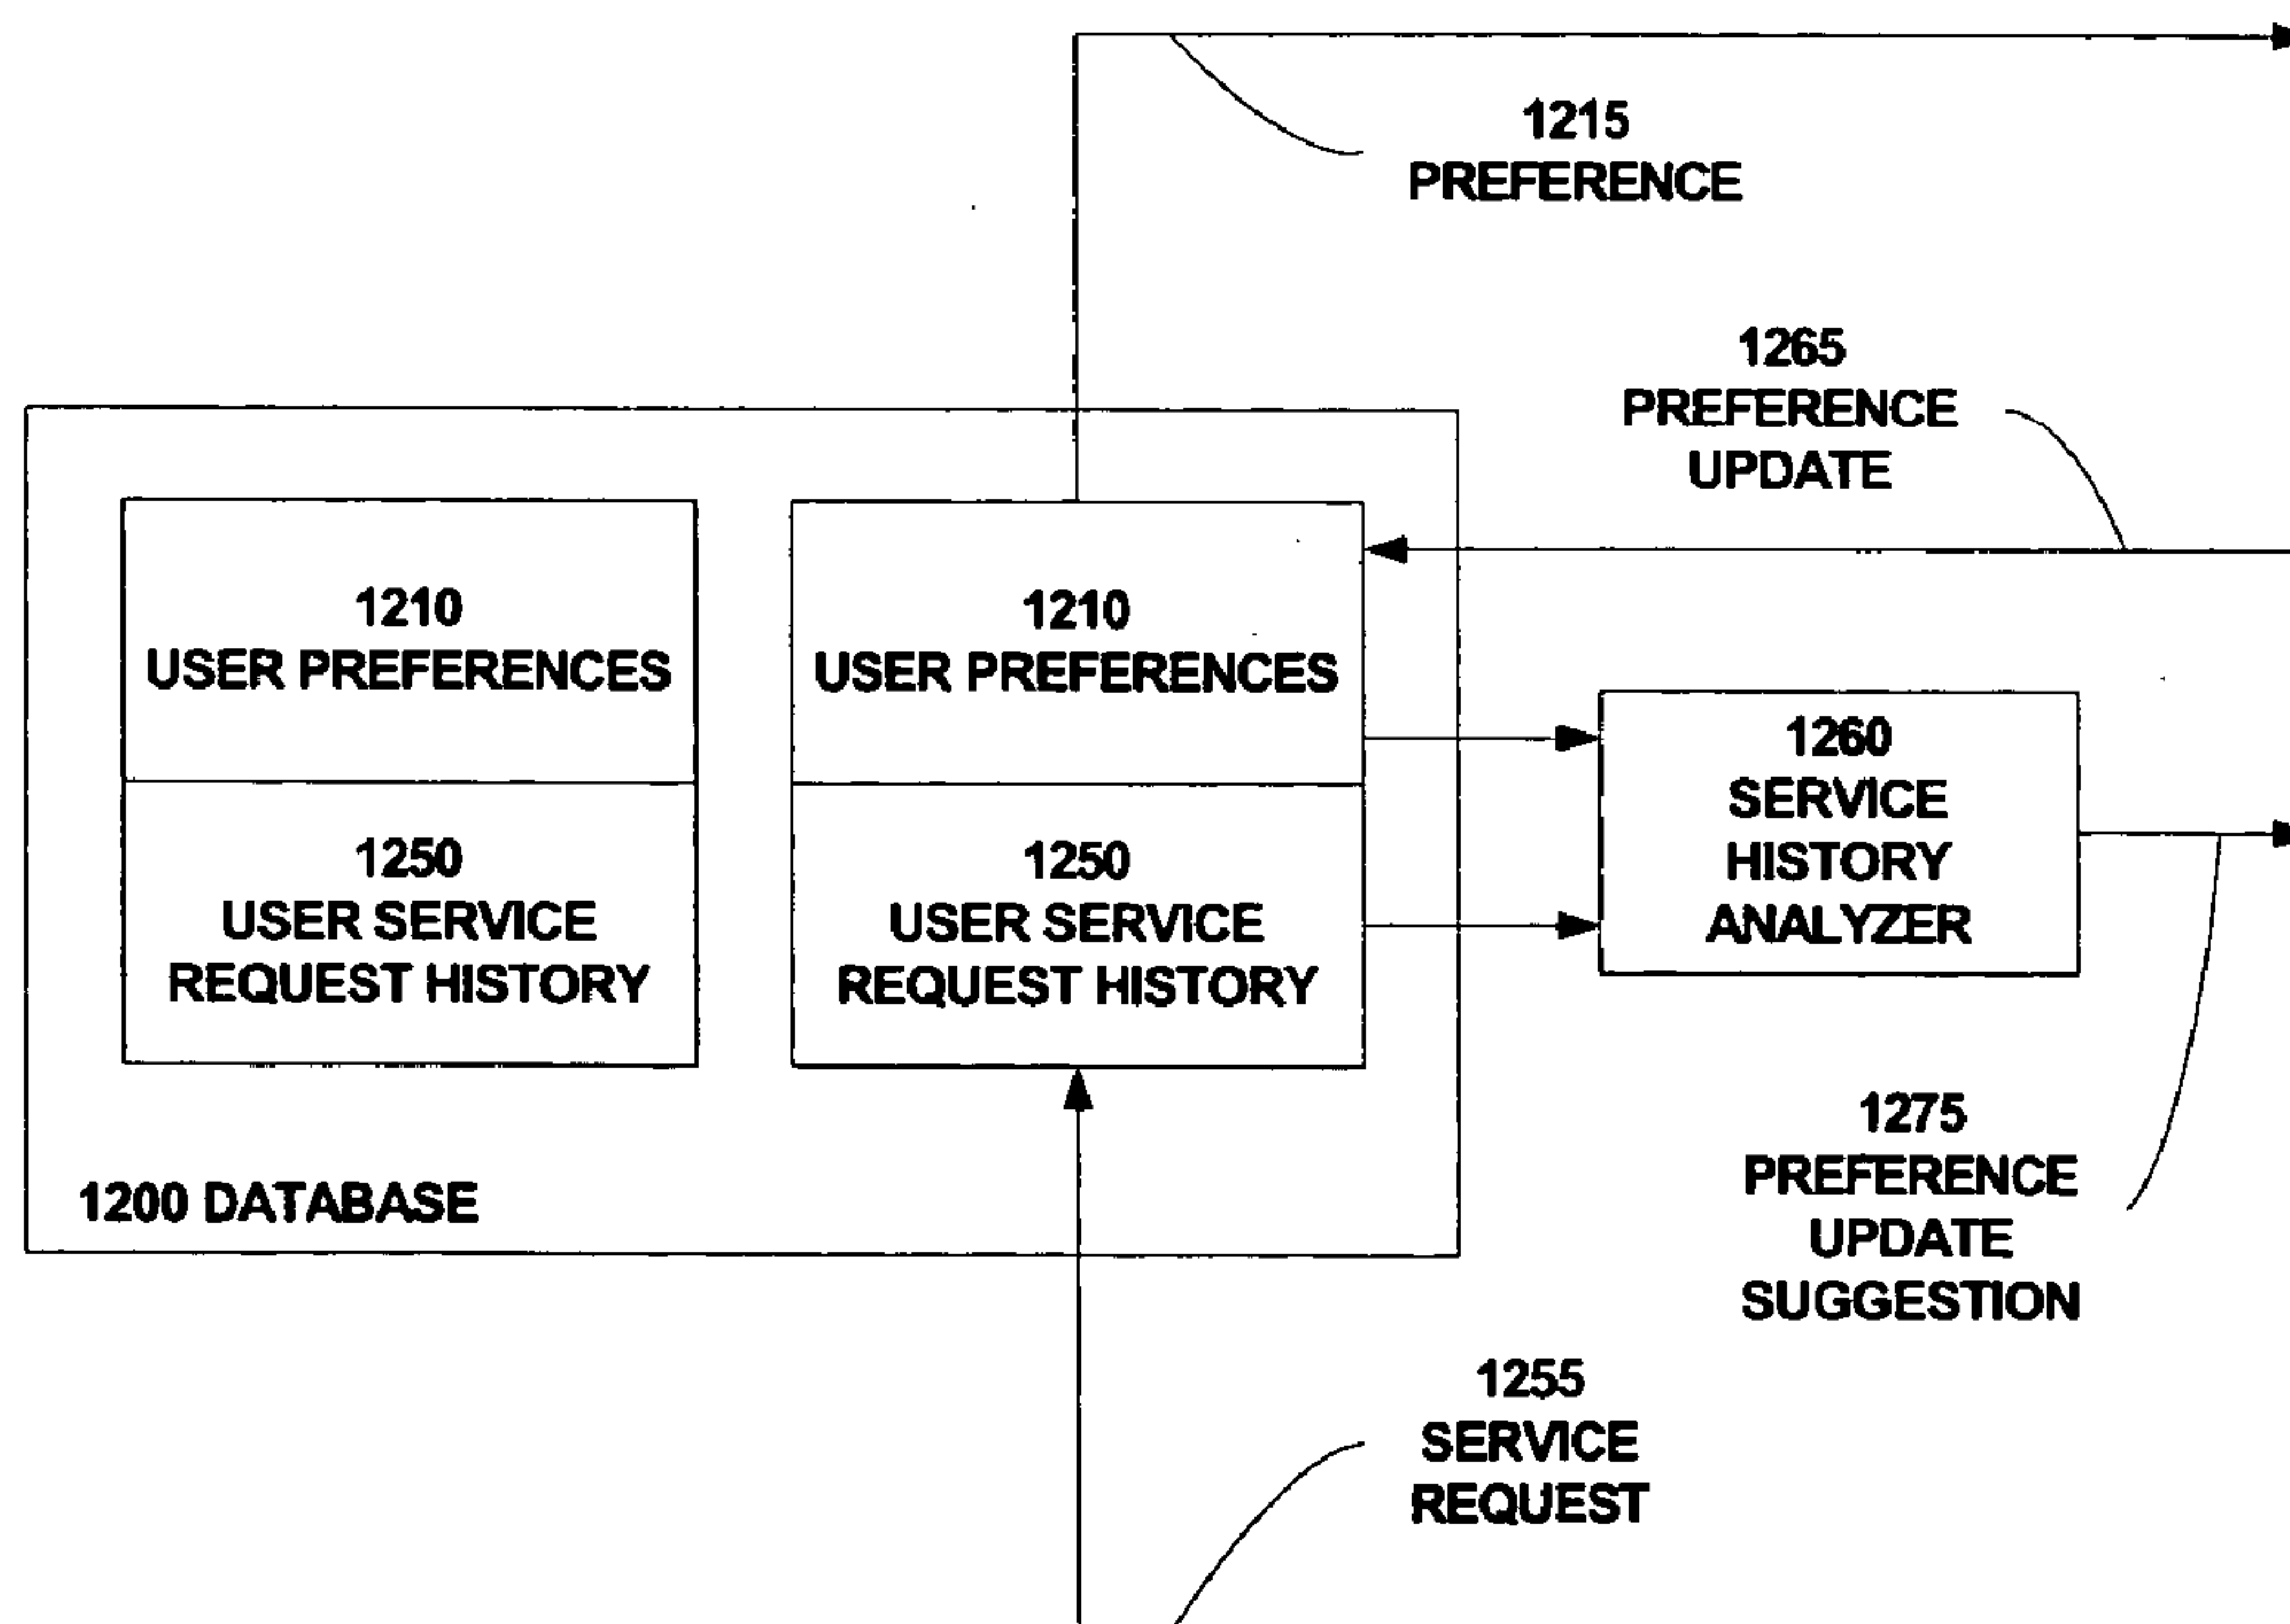 1215
PREFERENCE
1265
PREFERENCE
UPDATE
1210
USER PREFERENCES
1210
USER PREFERENCES
1260
SERVICE
HISTORY
ANALYZER
1250
USER SERVICE
REQUEST HISTORY
1250
USER SERVICE
REQUEST HISTORY
1275
PREFERENCE
UPDATE
SUGGESTION
1200 DATABASE
1255
SERVICE
REQUEST